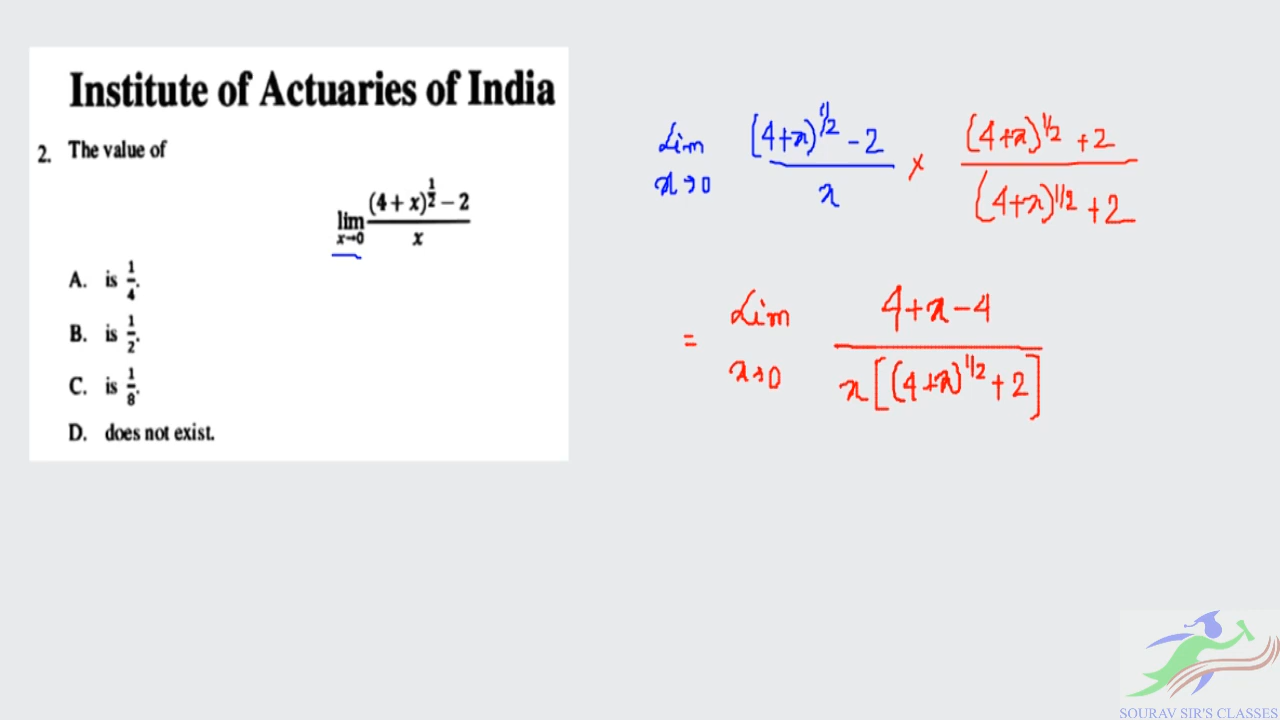 Institute of Actuaries of India
2. The value of
lim x→0 ((4 + x)^(1/2) − 2) / x
A. is 1/4.
B. is 1/2.
C. is 1/8.
D. does not exist.
Lim x→0 ((4+x)^(1/2) − 2) / x × ((4+x)^(1/2) + 2) / ((4+x)^(1/2) + 2)
= Lim x→0 (4+x−4) / (x[(4+x)^(1/2) + 2])
SOURAV SIR'S CLASSES